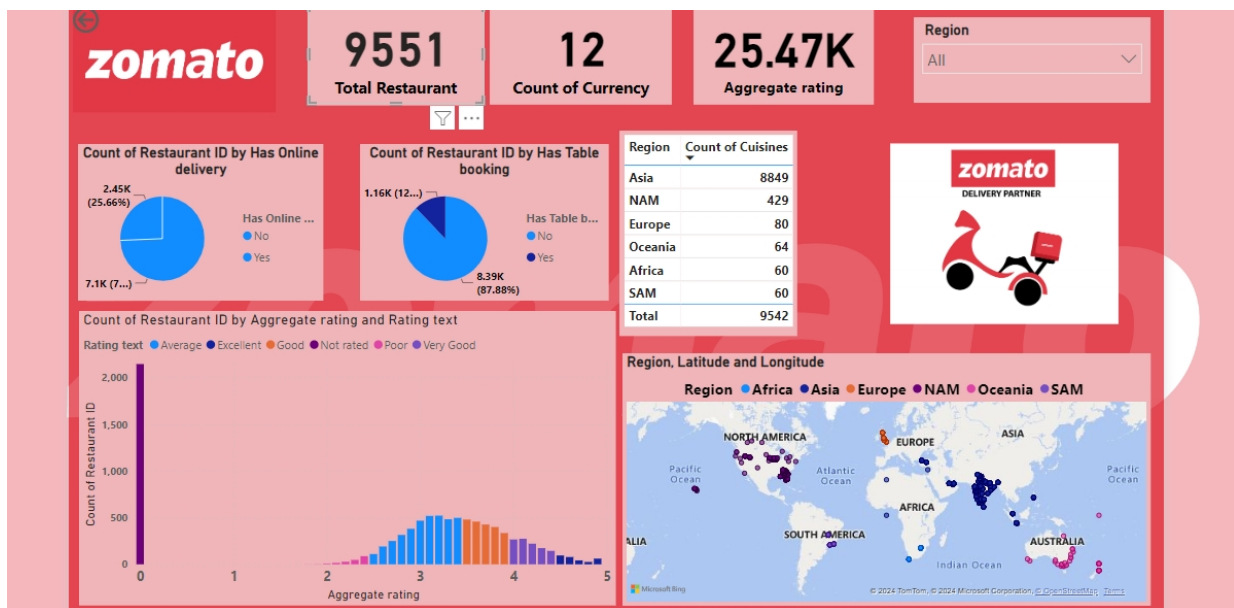 zomato
9551
Total Restaurant
12
Count of Currency
25.47K
Aggregate rating
Region
All
Count of Restaurant ID by Has Online
delivery
2.45K
(25.66%)
7.1K (7...)
Has Online ...
No
Yes
Count of Restaurant ID by Has Table
booking
1.16K (12...)
8.39K
(87.88%)
Has Table b...
No
Yes
Region Count of Cuisines
Asia 8849
NAM 429
Europe 80
Oceania 64
Africa 60
SAM 60
Total 9542
zomato
DELIVERY PARTNER
Count of Restaurant ID by Aggregate rating and Rating text
Rating text Average Excellent Good Not rated Poor Very Good
Count of Restaurant ID
2,000
1,500
1,000
500
0
0 1 2 3 4 5
Aggregate rating
Region, Latitude and Longitude
Region Africa Asia Europe NAM Oceania SAM
NORTH AMERICA
EUROPE
ASIA
Pacific
Ocean
Atlantic
Ocean
Pacific
Ocean
AFRICA
SOUTH AMERICA
ALIA
AUSTRALIA
Indian Ocean
Microsoft Bing
© 2024 TomTom, © 2024 Microsoft Corporation, © OpenStreetMap Terms